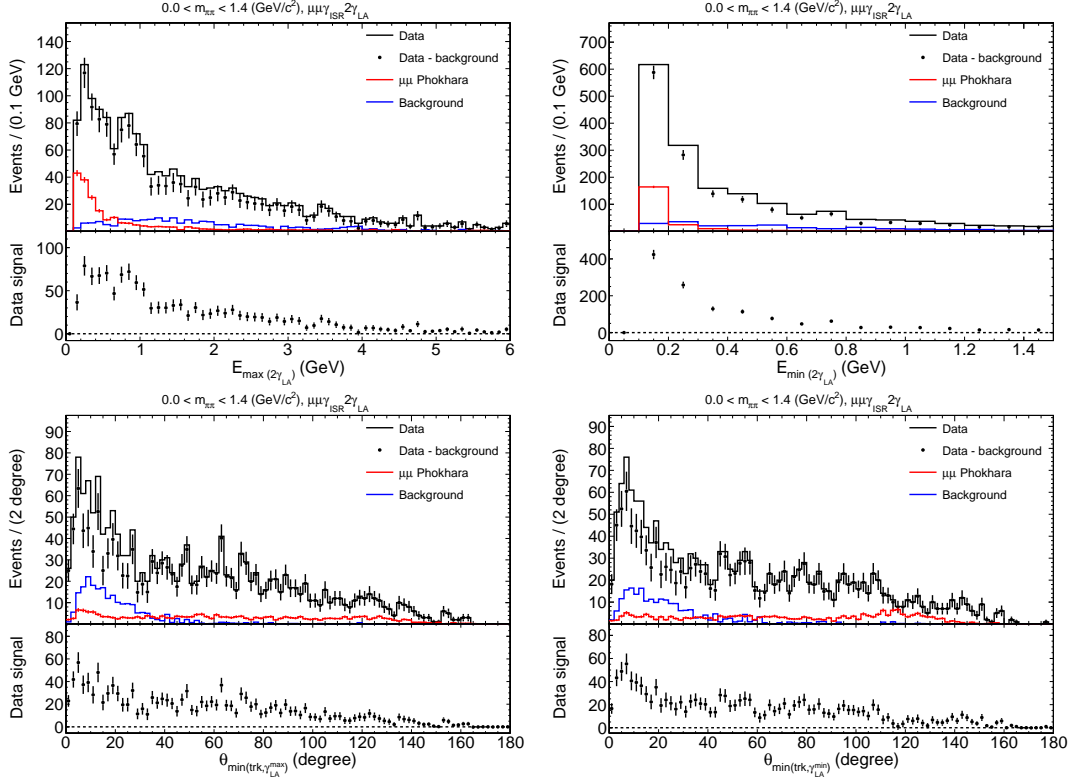 0.0 < m_ππ < 1.4 (GeV/c²), μμγ_ISR 2γ_LA
Events / (0.1 GeV)
140
120
100
80
60
40
20
Data
Data - background
μμ Phokhara
Background
Data signal
100
50
0
0 1 2 3 4 5 6
E_max (2γ_LA) (GeV)
0.0 < m_ππ < 1.4 (GeV/c²), μμγ_ISR 2γ_LA
Events / (0.1 GeV)
700
600
500
400
300
200
100
Data
Data - background
μμ Phokhara
Background
Data signal
400
200
0
0 0.2 0.4 0.6 0.8 1 1.2 1.4
E_min (2γ_LA) (GeV)
0.0 < m_ππ < 1.4 (GeV/c²), μμγ_ISR 2γ_LA
Events / (2 degree)
90
80
70
60
50
40
30
20
10
Data
Data - background
μμ Phokhara
Background
Data signal
80
60
40
20
0
0 20 40 60 80 100 120 140 160 180
θ_min(trk,γ_LA^max) (degree)
0.0 < m_ππ < 1.4 (GeV/c²), μμγ_ISR 2γ_LA
Events / (2 degree)
90
80
70
60
50
40
30
20
10
Data
Data - background
μμ Phokhara
Background
Data signal
80
60
40
20
0
0 20 40 60 80 100 120 140 160 180
θ_min(trk,γ_LA^min) (degree)